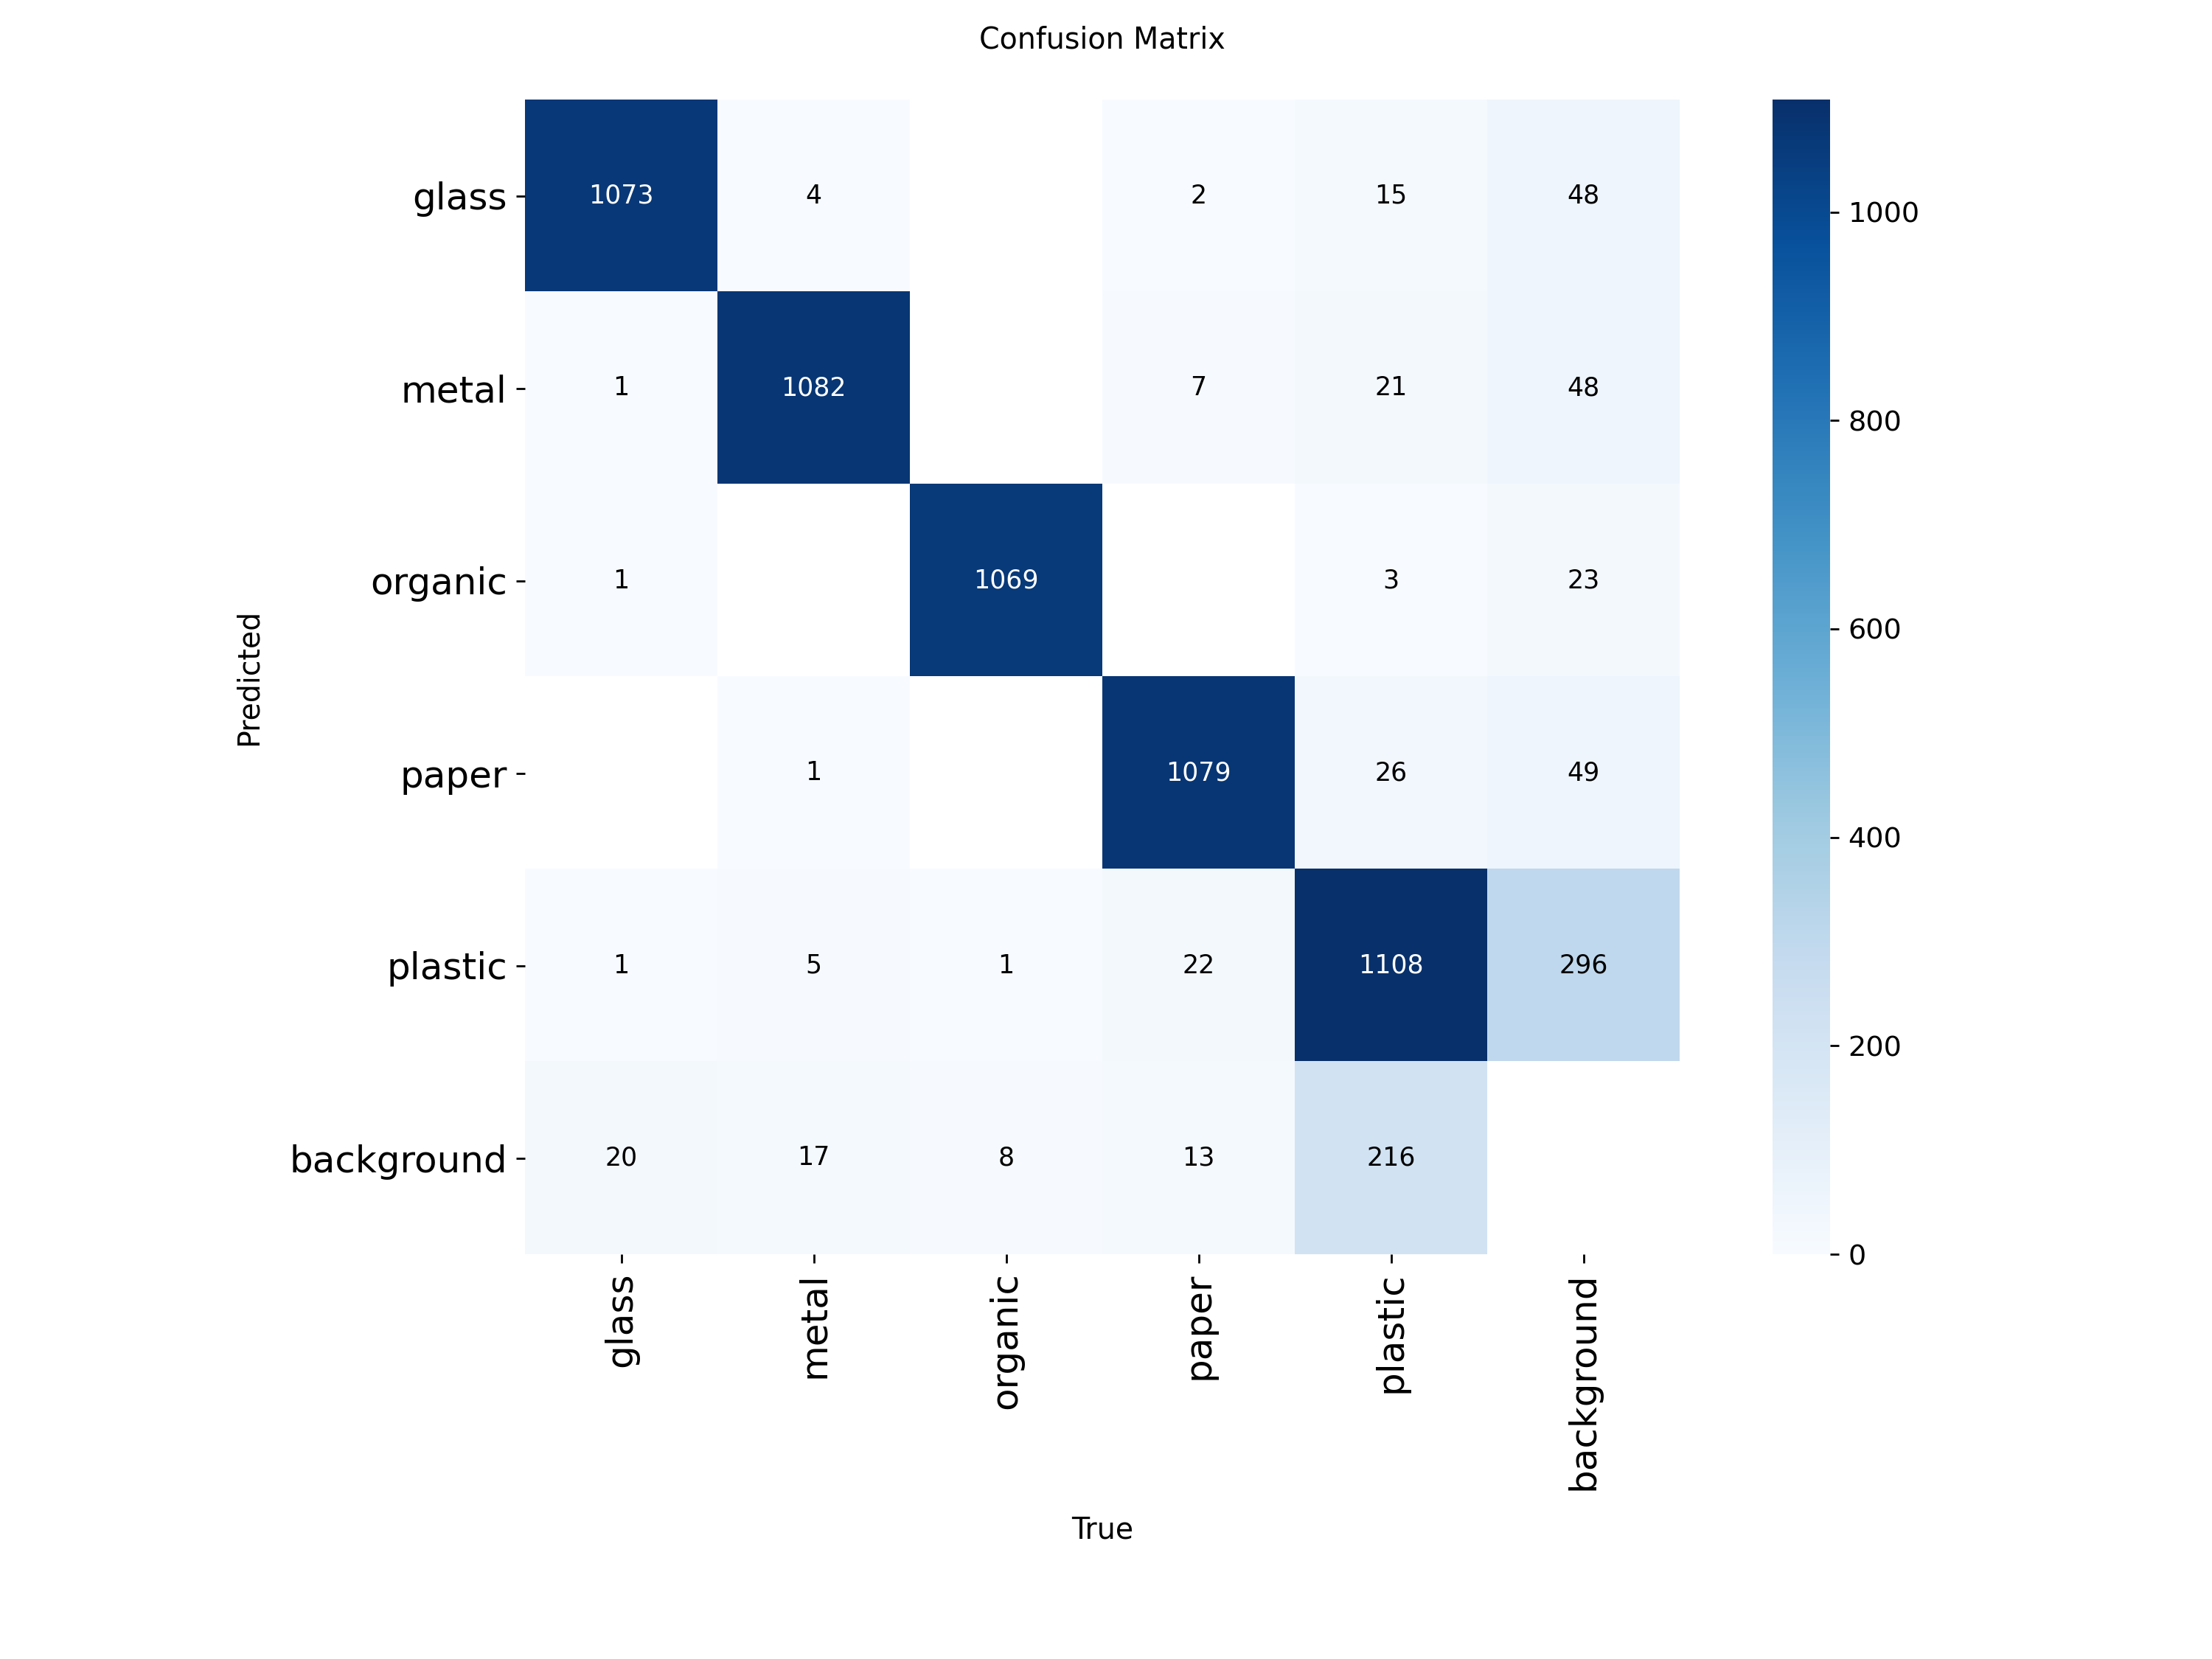 Confusion Matrix
glass 1073 4 2 15 48
metal 1 1082 7 21 48
organic 1 1069 3 23
paper 1 1079 26 49
plastic 1 5 1 22 1108 296
background 20 17 8 13 216
glass metal organic paper plastic background
True
Predicted
1000
800
600
400
200
0